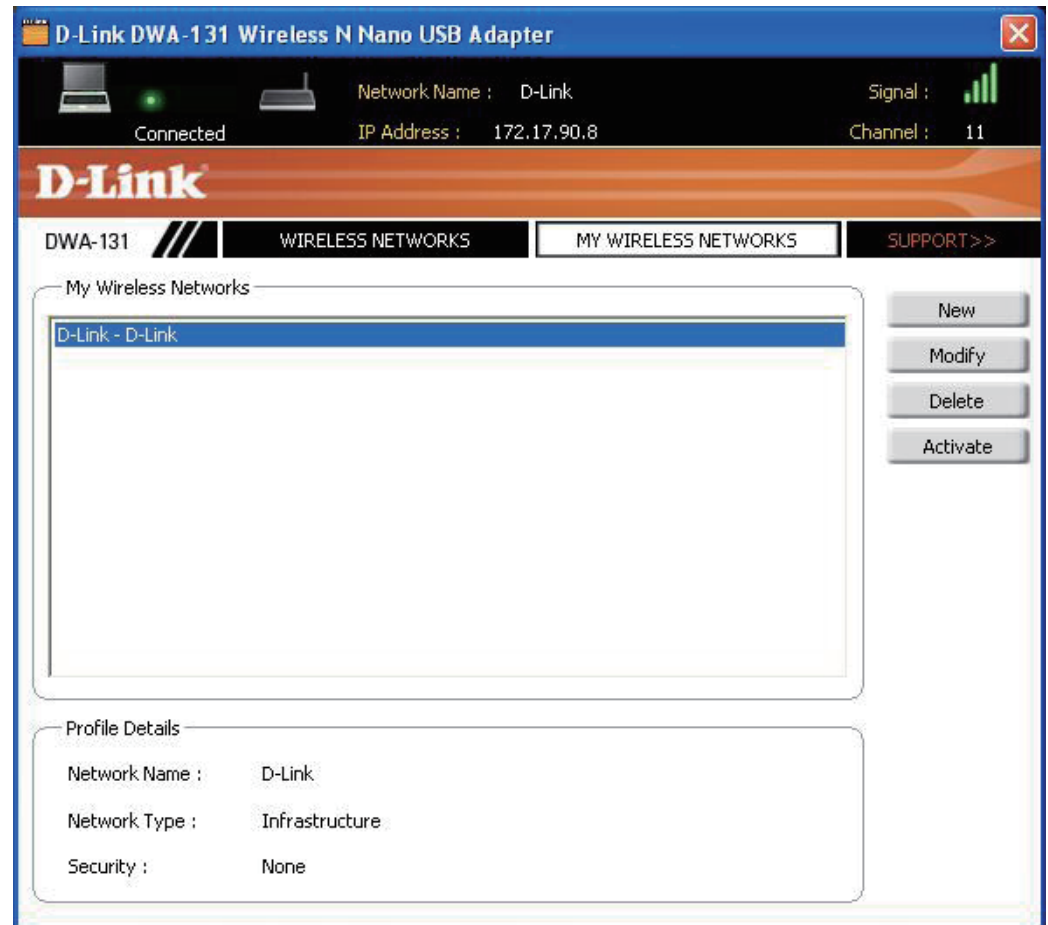 D-Link DWA-131 Wireless N Nano USB Adapter
Network Name : D-Link Signal :
Connected IP Address : 172.17.90.8 Channel : 11
D-Link
DWA-131 WIRELESS NETWORKS MY WIRELESS NETWORKS SUPPORT>>
My Wireless Networks
D-Link - D-Link
New
Modify
Delete
Activate
Profile Details
Network Name : D-Link
Network Type : Infrastructure
Security : None